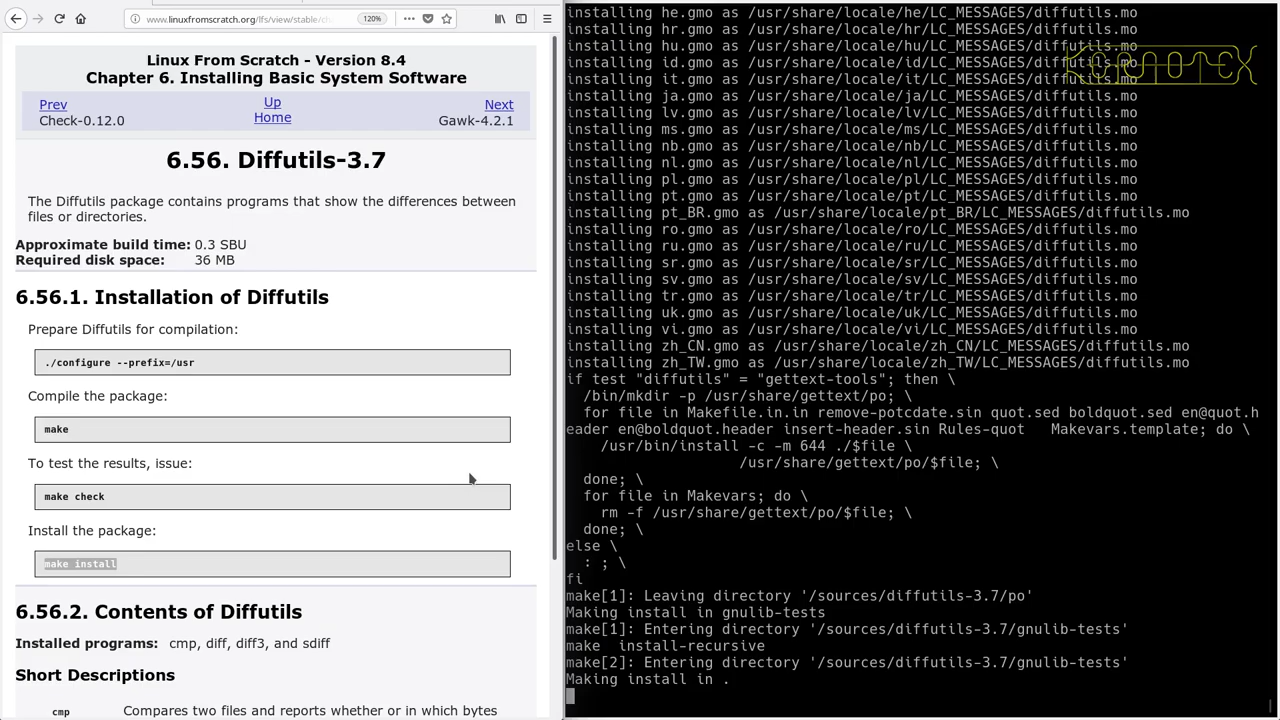 www.linuxfromscratch.org/lfs/view/stable/ch
120%
Linux From Scratch - Version 8.4
Chapter 6. Installing Basic System Software
Prev
Up
Next
Check-0.12.0
Home
Gawk-4.2.1
6.56. Diffutils-3.7
The Diffutils package contains programs that show the differences between
files or directories.
Approximate build time: 0.3 SBU
Required disk space: 36 MB
6.56.1. Installation of Diffutils
Prepare Diffutils for compilation:
./configure --prefix=/usr
Compile the package:
make
To test the results, issue:
make check
Install the package:
make install
6.56.2. Contents of Diffutils
Installed programs: cmp, diff, diff3, and sdiff
Short Descriptions
cmp Compares two files and reports whether or in which bytes
installing he.gmo as /usr/share/locale/he/LC_MESSAGES/diffutils.mo
installing hr.gmo as /usr/share/locale/hr/LC_MESSAGES/diffutils.mo
installing hu.gmo as /usr/share/locale/hu/LC_MESSAGES/diffutils.mo
installing id.gmo as /usr/share/locale/id/LC_MESSAGES/diffutils.mo
installing it.gmo as /usr/share/locale/it/LC_MESSAGES/diffutils.mo
installing ja.gmo as /usr/share/locale/ja/LC_MESSAGES/diffutils.mo
installing lv.gmo as /usr/share/locale/lv/LC_MESSAGES/diffutils.mo
installing ms.gmo as /usr/share/locale/ms/LC_MESSAGES/diffutils.mo
installing nb.gmo as /usr/share/locale/nb/LC_MESSAGES/diffutils.mo
installing nl.gmo as /usr/share/locale/nl/LC_MESSAGES/diffutils.mo
installing pl.gmo as /usr/share/locale/pl/LC_MESSAGES/diffutils.mo
installing pt.gmo as /usr/share/locale/pt/LC_MESSAGES/diffutils.mo
installing pt_BR.gmo as /usr/share/locale/pt_BR/LC_MESSAGES/diffutils.mo
installing ro.gmo as /usr/share/locale/ro/LC_MESSAGES/diffutils.mo
installing ru.gmo as /usr/share/locale/ru/LC_MESSAGES/diffutils.mo
installing sr.gmo as /usr/share/locale/sr/LC_MESSAGES/diffutils.mo
installing sv.gmo as /usr/share/locale/sv/LC_MESSAGES/diffutils.mo
installing tr.gmo as /usr/share/locale/tr/LC_MESSAGES/diffutils.mo
installing uk.gmo as /usr/share/locale/uk/LC_MESSAGES/diffutils.mo
installing vi.gmo as /usr/share/locale/vi/LC_MESSAGES/diffutils.mo
installing zh_CN.gmo as /usr/share/locale/zh_CN/LC_MESSAGES/diffutils.mo
installing zh_TW.gmo as /usr/share/locale/zh_TW/LC_MESSAGES/diffutils.mo
if test "diffutils" = "gettext-tools"; then \
/bin/mkdir -p /usr/share/gettext/po; \
for file in Makefile.in.in remove-potcdate.sin quot.sed boldquot.sed en@quot.h
eader en@boldquot.header insert-header.sin Rules-quot Makevars.template; do \
/usr/bin/install -c -m 644 ./$file \
/usr/share/gettext/po/$file; \
done; \
for file in Makevars; do \
rm -f /usr/share/gettext/po/$file; \
done; \
else \
: ; \
fi
make[1]: Leaving directory '/sources/diffutils-3.7/po'
Making install in gnulib-tests
make[1]: Entering directory '/sources/diffutils-3.7/gnulib-tests'
make install-recursive
make[2]: Entering directory '/sources/diffutils-3.7/gnulib-tests'
Making install in .